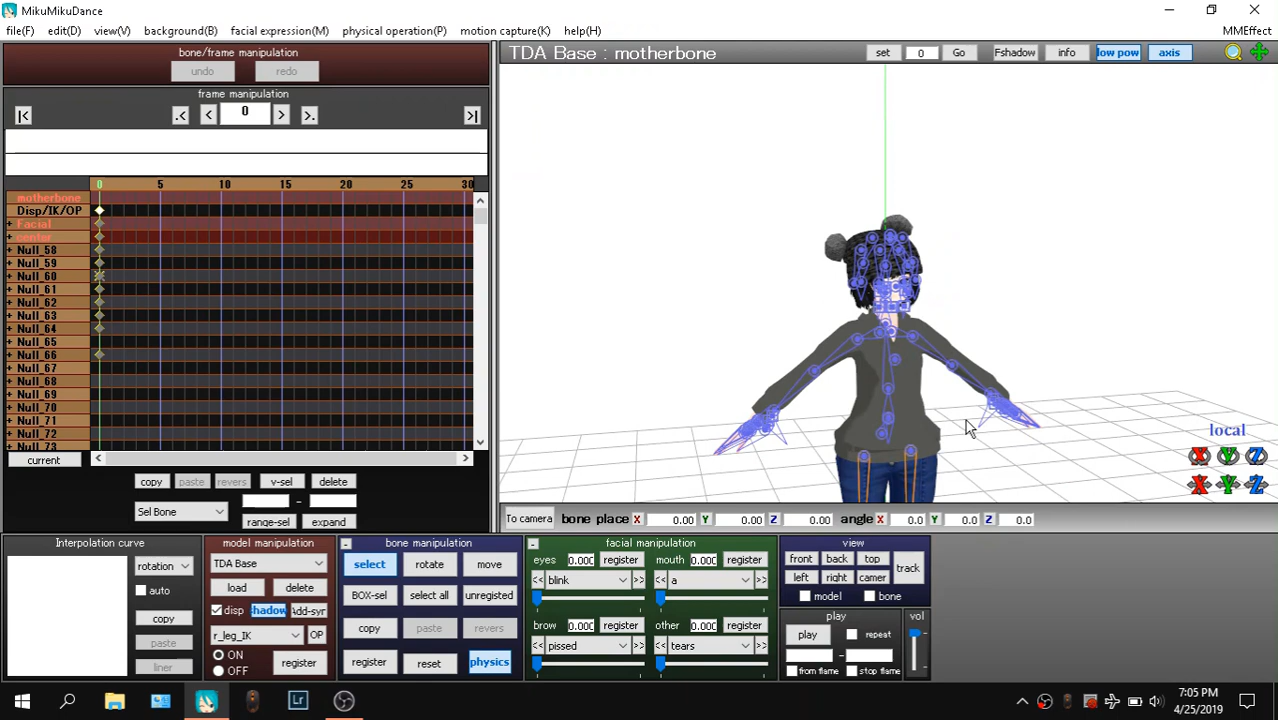 MikuMikuDance
file(F) edit(D) view(V) background(G) facial expression(M) physical operation(P) motion capture(K) help(H) MMEffect
bone/frame manipulation
undo redo
frame manipulation
|< .< < 0 > >. >|
0 5 10 15 20 25 30
motherbone
Disp/IK/OP
+ Facial
+ center
+ Null_58
+ Null_59
+ Null_60
+ Null_61
+ Null_62
+ Null_63
+ Null_64
+ Null_65
+ Null_66
+ Null_67
+ Null_68
+ Null_69
+ Null_70
+ Null_71
+ Null_72
+ Null_73
current
copy paste revers v-sel delete
Sel Bone -
range-sel expand
TDA Base : motherbone
set 0 Go Fshadow info low pow axis
local
X Y Z
X Y Z
To camera bone place X 0.00 Y 0.00 Z 0.00 angle X 0.0 Y 0.0 Z 0.0
Interpolation curve
rotation
auto
copy
paste
liner
model manipulation
TDA Base
load delete
disp shadow Add-syn
r_leg_IK OP
ON
OFF
register
- bone manipulation
select rotate move
BOX-sel select all unregisted
copy paste revers
register reset physics
- facial manipulation
eyes 0.000 register mouth 0.000 register
<< blink >> << a >>
brow 0.000 register other 0.000 register
<< pissed >> << tears >>
view
front back top
left right camer track
model bone
play
play repeat
-
from flame stop flame
vol
Lr
7:05 PM
4/25/2019